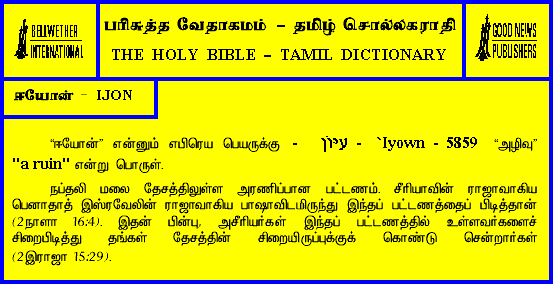 BELLWETHER
INTERNATIONAL
பரிசுத்த வேதாகமம் – தமிழ் சொல்லகராதி
THE HOLY BIBLE – TAMIL DICTIONARY
GOOD NEWS
PUBLISHERS
ஈயோன் - IJON
“ஈயோன்” என்னும் எபிரெய பெயருக்கு - עיּוֹן - `Iyown - 5859 “அழிவு”
"a ruin" என்று பொருள்.
நப்தலி மலை தேசத்திலுள்ள அரணிப்பான பட்டணம். சீரியாவின் ராஜாவாகிய
பெனாதாத் இஸ்ரவேலின் ராஜாவாகிய பாஷாவிடமிருந்து இந்தப் பட்டணத்தைப் பிடித்தான்
(2நாளா 16:4). இதன் பின்பு, அசீரியர்கள் இந்தப் பட்டணத்தில் உள்ளவர்களைச்
சிறைபிடித்து தங்கள் தேசத்தின் சிறையிருப்புக்குக் கொண்டு சென்றார்கள்
(2இராஜா 15:29).